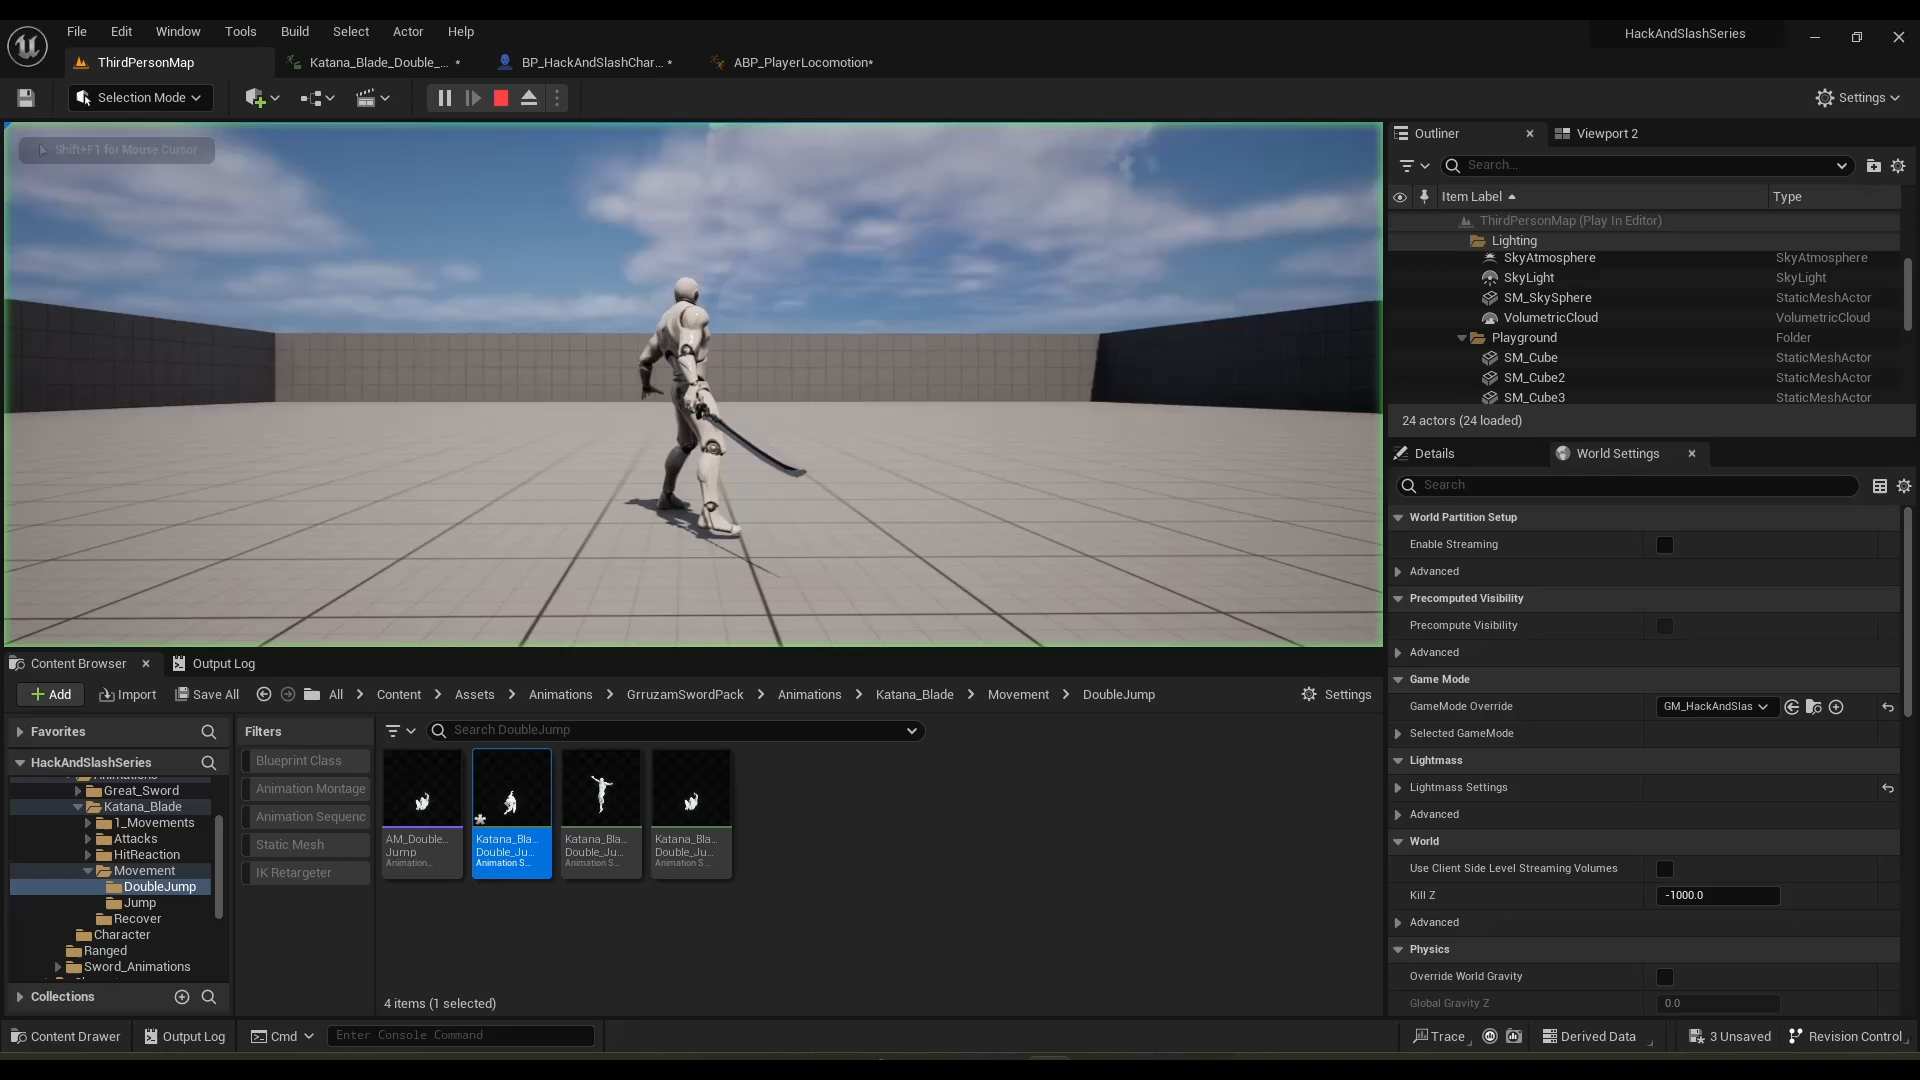 File Edit Window Tools Build Select Actor Help
HackAndSlashSeries
ThirdPersonMap
Katana_Blade_Double_... *
BP_HackAndSlashChar... *
ABP_PlayerLocomotion*
Selection Mode
Settings
Shift+F1 for Mouse Cursor
Outliner
Viewport 2
Search...
Item Label
Type
ThirdPersonMap (Play In Editor)
Lighting
SkyAtmosphere SkyAtmosphere
SkyLight SkyLight
SM_SkySphere StaticMeshActor
VolumetricCloud VolumetricCloud
Playground Folder
SM_Cube StaticMeshActor
SM_Cube2 StaticMeshActor
SM_Cube3 StaticMeshActor
24 actors (24 loaded)
Details
World Settings
Search
World Partition Setup
Enable Streaming
Advanced
Precomputed Visibility
Precompute Visibility
Advanced
Game Mode
GameMode Override GM_HackAndSlas
Selected GameMode
Lightmass
Lightmass Settings
Advanced
World
Use Client Side Level Streaming Volumes
Kill Z -1000.0
Advanced
Physics
Override World Gravity
Global Gravity Z 0.0
Content Browser
Output Log
Add Import Save All All Content Assets Animations GrruzamSwordPack Animations Katana_Blade Movement DoubleJump Settings
Favorites
HackAndSlashSeries
Animations
Great_Sword
Katana_Blade
1_Movements
Attacks
HitReaction
Movement
DoubleJump
Jump
Recover
Character
Ranged
Sword_Animations
Collections
Filters
Blueprint Class
Animation Montage
Animation Sequenc
Static Mesh
IK Retargeter
Search DoubleJump
AM_Double...
Jump
Animation...
Katana_Bla...
Double_Ju...
Animation S...
Katana_Bla...
Double_Ju...
Animation S...
Katana_Bla...
Double_Ju...
Animation S...
4 items (1 selected)
Content Drawer Output Log Cmd Enter Console Command Trace Derived Data 3 Unsaved Revision Control